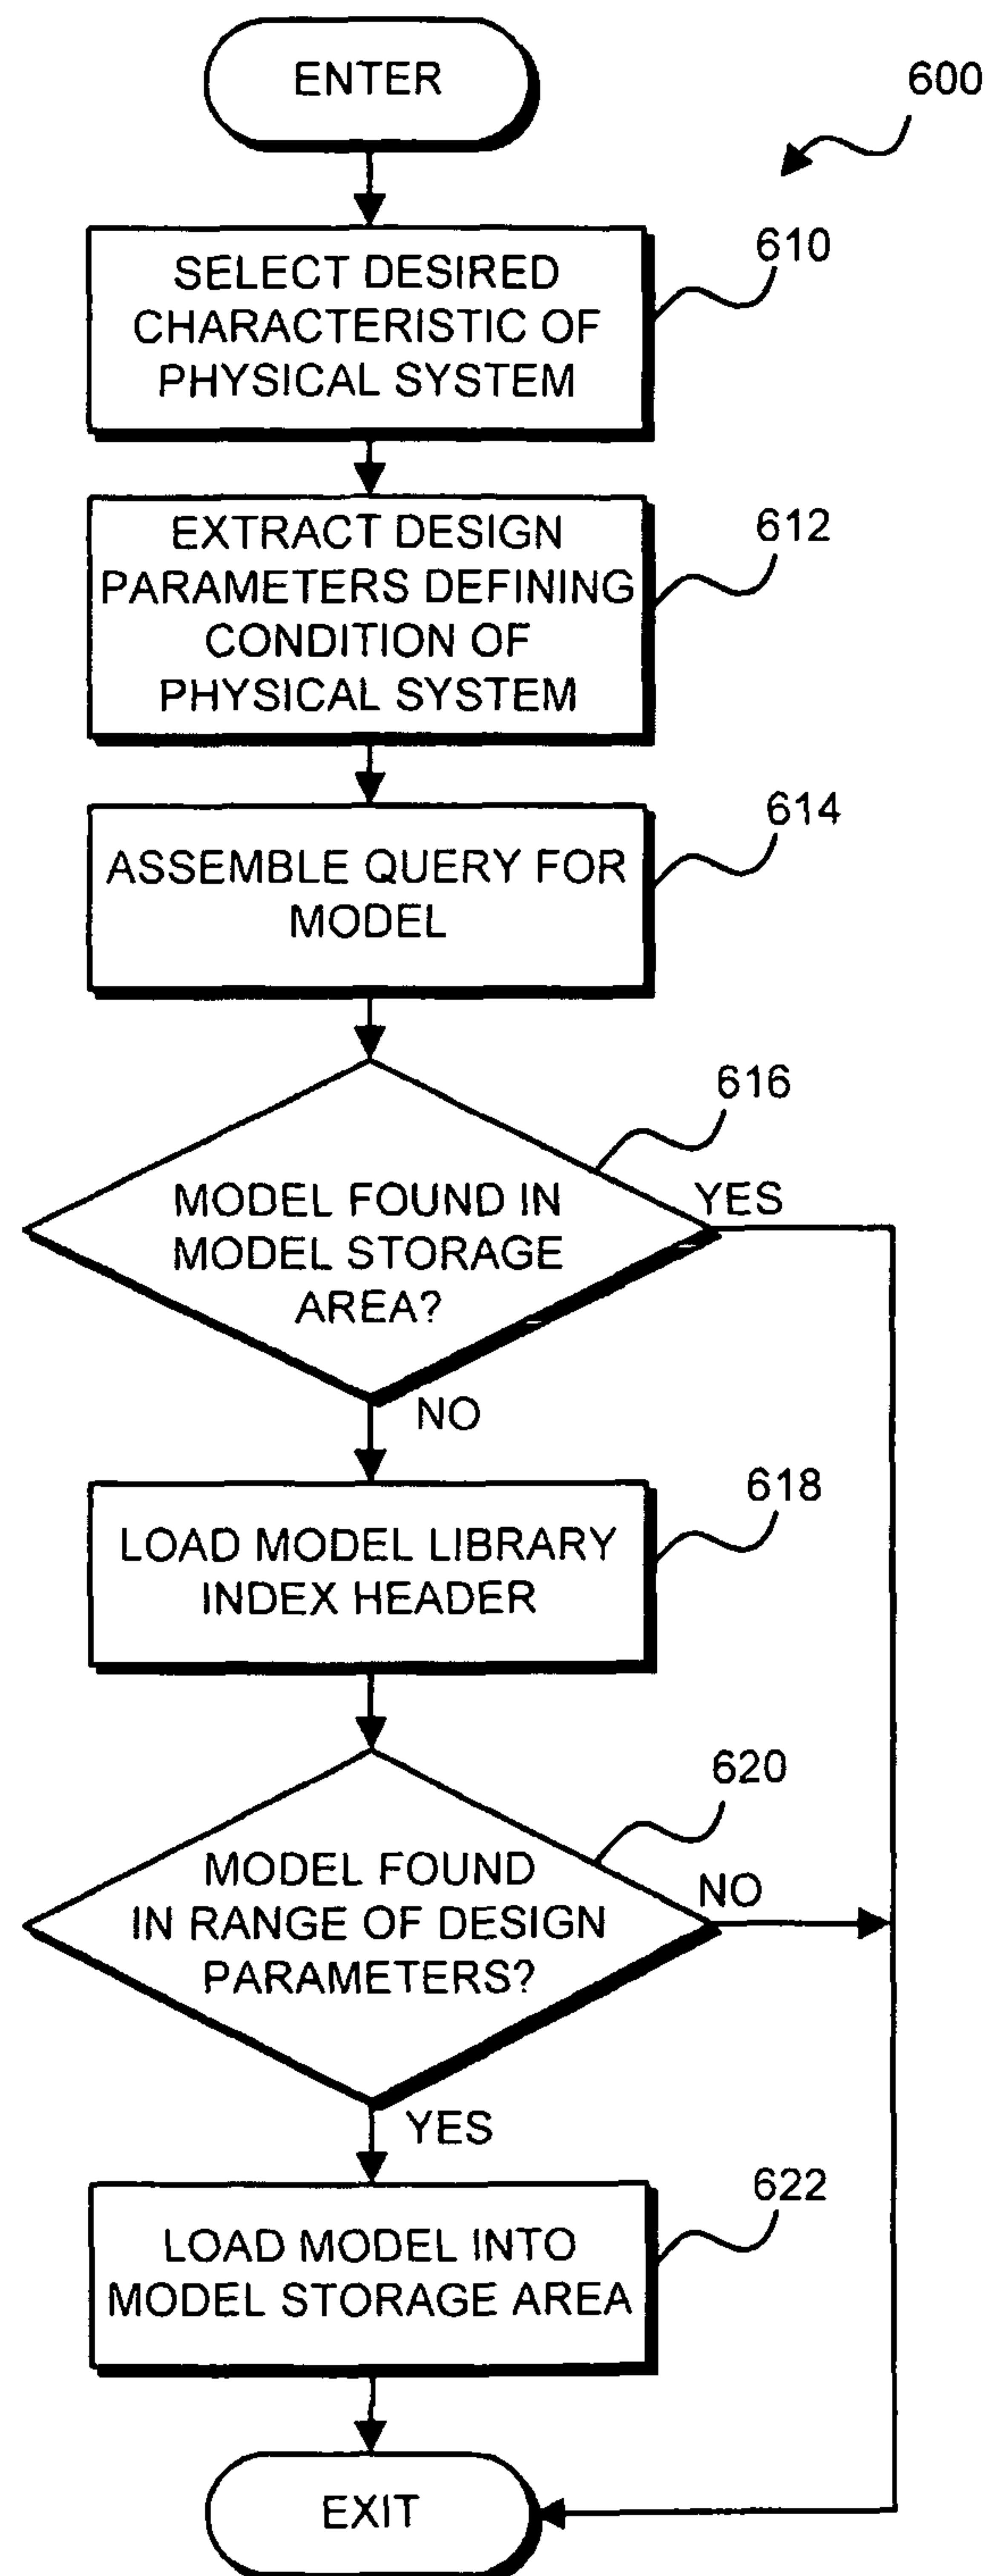 ENTER
600
SELECT DESIRED
CHARACTERISTIC OF
PHYSICAL SYSTEM
610
EXTRACT DESIGN
PARAMETERS DEFINING
CONDITION OF
PHYSICAL SYSTEM
612
ASSEMBLE QUERY FOR
MODEL
614
616
MODEL FOUND IN
MODEL STORAGE
AREA?
YES
NO
LOAD MODEL LIBRARY
INDEX HEADER
618
620
MODEL FOUND
IN RANGE OF DESIGN
PARAMETERS?
NO
YES
LOAD MODEL INTO
MODEL STORAGE AREA
622
EXIT